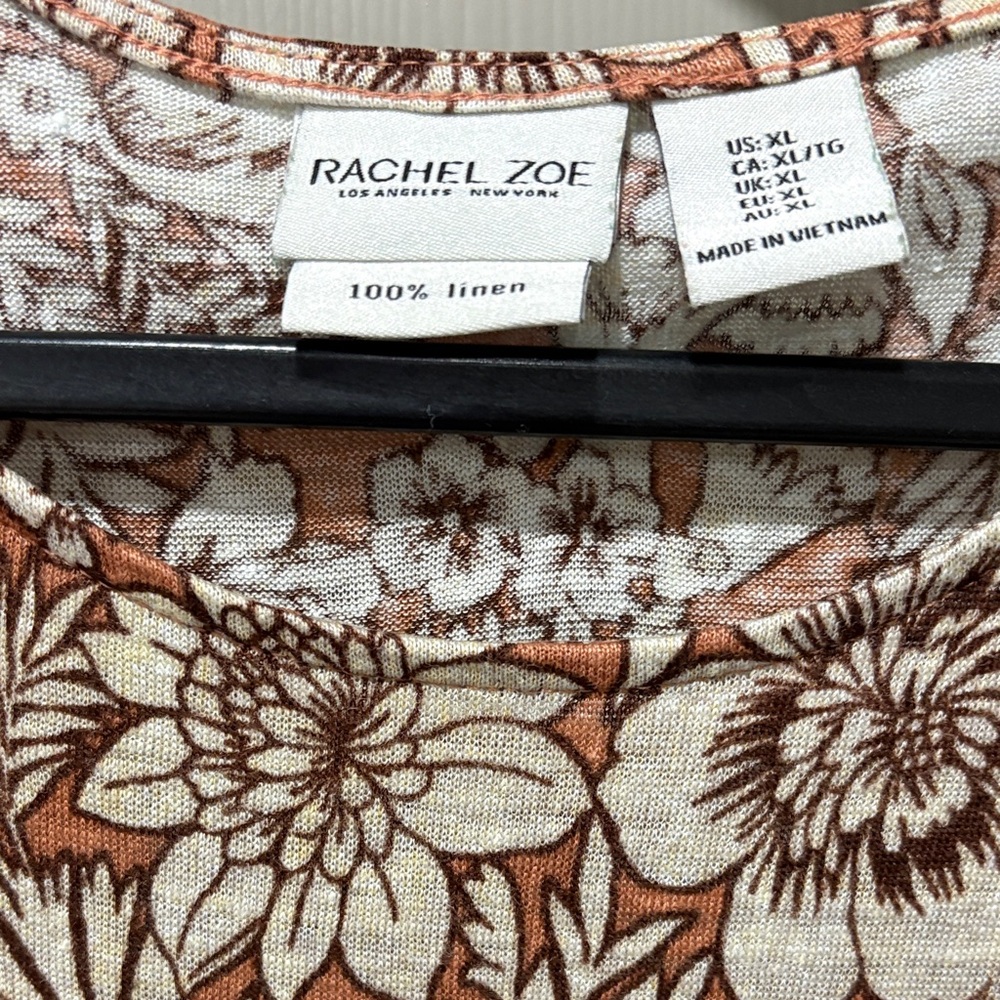 RACHEL ZOE
LOS ANGELES NEW YORK
100% linen
US: XL
CA: XL/TG
UK: XL
EU: XL
AU: XL
MADE IN VIETNAM